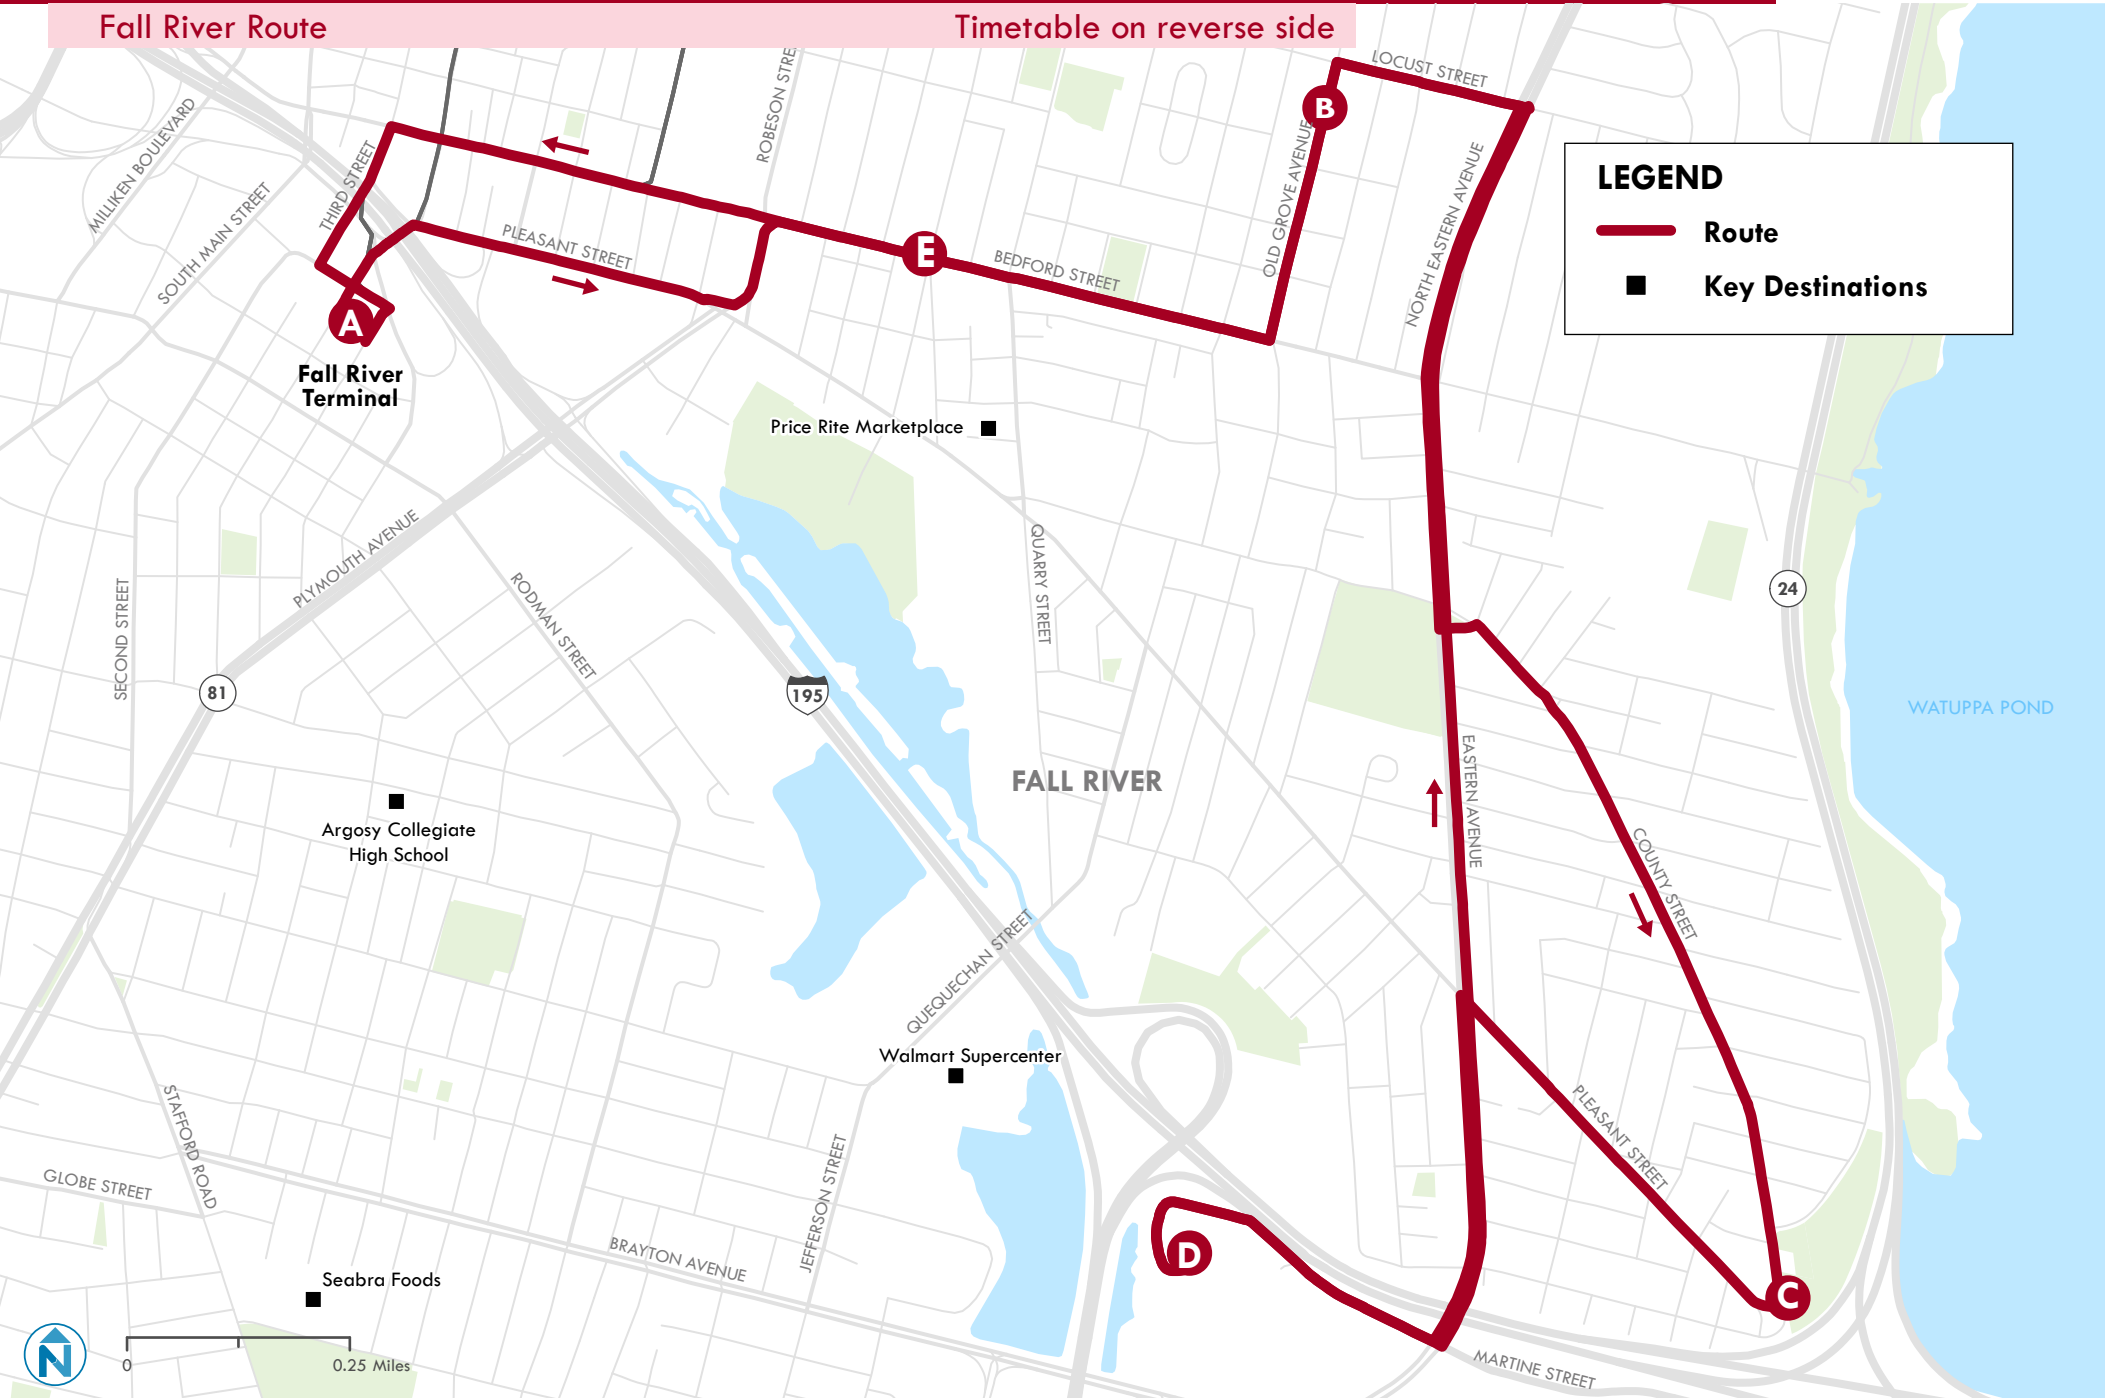 Fall River Route
Timetable on reverse side
LOCUST STREET
ROBESON STRE
B
MILLIKEN BOULEVARD
THIRD STREET
SOUTH MAIN STREET
OLD GROVE AVENUE
NORTH EASTERN AVENUE
LEGEND
Route
Key Destinations
PLEASANT STREET
E
BEDFORD STREET
A
Fall River
Terminal
Price Rite Marketplace
PLYMOUTH AVENUE
QUARRY STREET
RODMAN STREET
SECOND STREET
24
81
195
WATUPPA POND
FALL RIVER
EASTERN AVENUE
Argosy Collegiate
High School
COUNTY STREET
QUEQUECHAN STREET
Walmart Supercenter
PLEASANT STREET
STAFFORD ROAD
GLOBE STREET
JEFFERSON STREET
BRAYTON AVENUE
D
C
Seabra Foods
N
0
0.25 Miles
MARTINE STREET